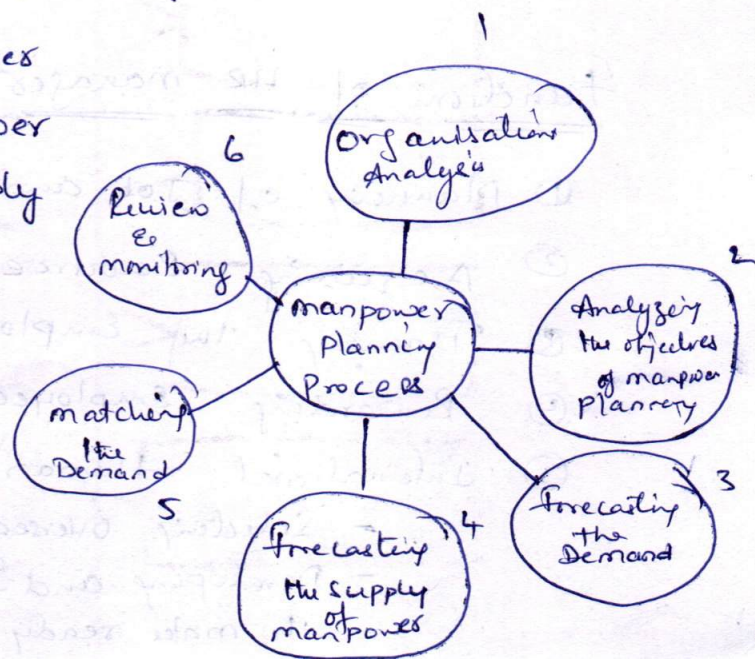 1
Organisation
Analysis
2
Analyzing
the objectives
of manpower
Planning
3
Forecasting
the
Demand
4
Forecasting
the supply
of
manpower
5
matching
the
Demand
6
Review
&
monitoring
manpower
Planning
Process